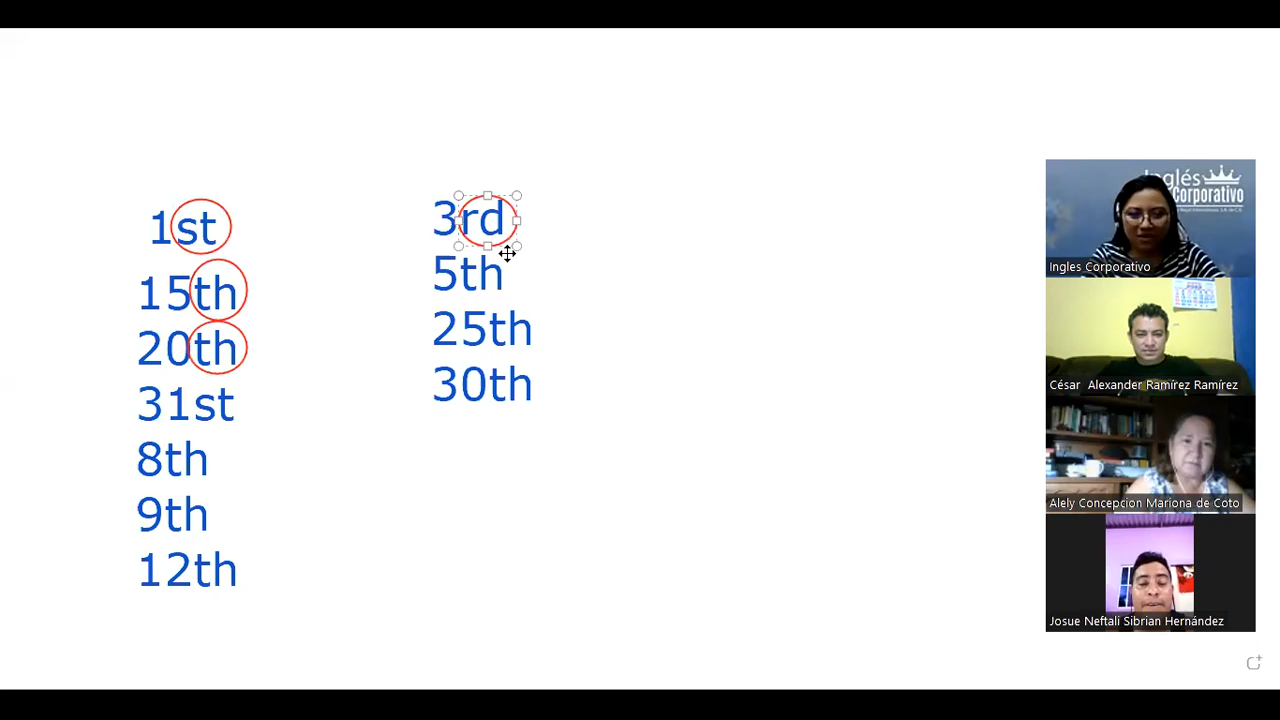 1st
15th
20th
31st
8th
9th
12th
3rd
5th
25th
30th
Inglés
Corporativo
Ingles Corporativo
César Alexander Ramírez Ramírez
Alely Concepcion Mariona de Coto
Josue Neftali Sibrian Hernández